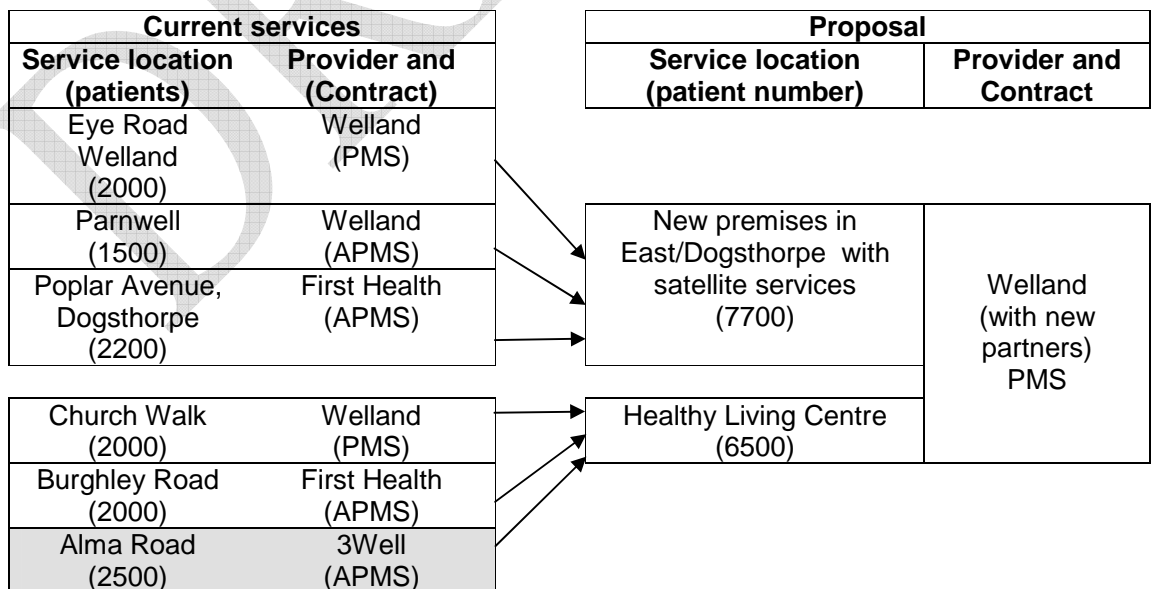 Current services
Service location (patients)
Provider and (Contract)
Eye Road
Welland
(2000)
Welland
(PMS)
Parnwell
(1500)
Welland
(APMS)
Poplar Avenue,
Dogsthorpe
(2200)
First Health
(APMS)
Church Walk
(2000)
Welland
(PMS)
Burghley Road
(2000)
First Health
(APMS)
Alma Road
(2500)
3Well
(APMS)
Proposal
Service location
(patient number)
Provider and
Contract
New premises in
East/Dogsthorpe with
satellite services
(7700)
Healthy Living Centre
(6500)
Welland
(with new
partners)
PMS